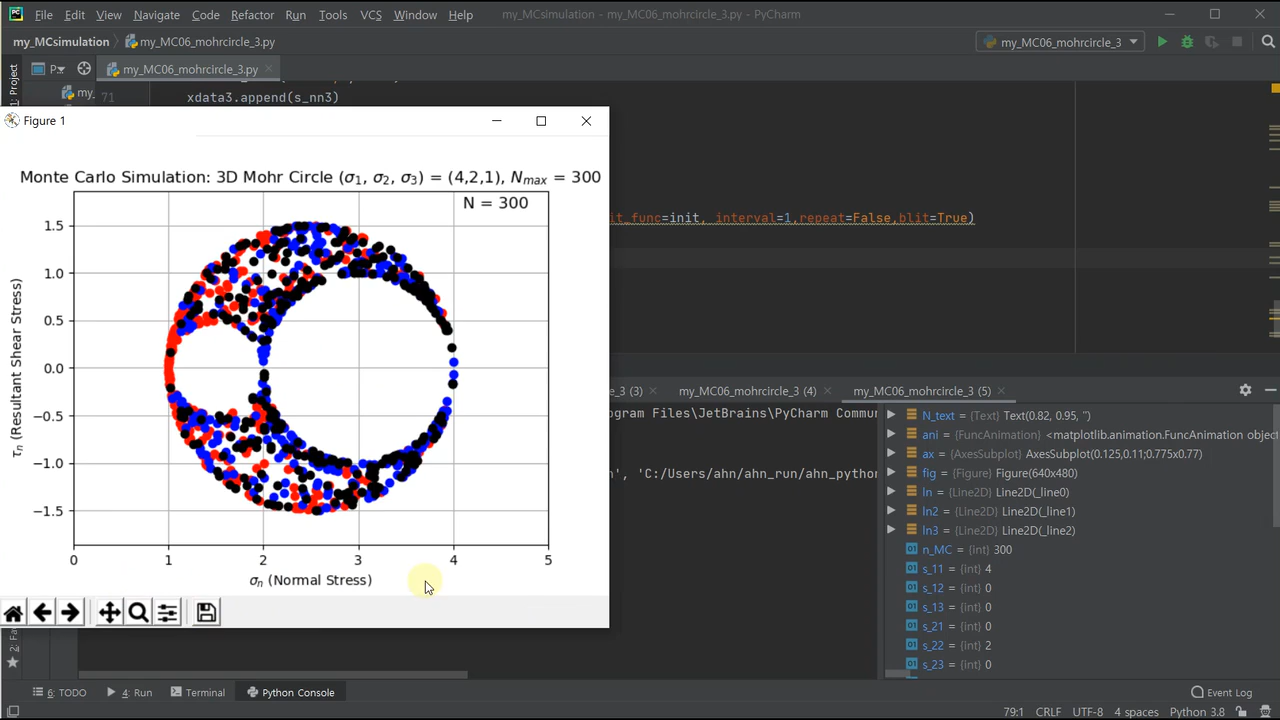 File Edit View Navigate Code Refactor Run Tools VCS Window Help my_MCsimulation - my_MC06_mohrcircle_3.py - PyCharm
my_MCsimulation my_MC06_mohrcircle_3.py my_MC06_mohrcircle_3
1: Project
P... my_MC06_mohrcircle_3.py
my_ 71 xdata3.append(s_nn3)
Figure 1
Monte Carlo Simulation: 3D Mohr Circle (σ1, σ2, σ3) = (4,2,1), Nmax = 300
N = 300
it_func=init, interval=1,repeat=False,blit=True)
1.5
1.0
0.5
0.0
−0.5
−1.0
−1.5
τn (Resultant Shear Stress)
0 1 2 3 4 5
σn (Normal Stress)
e_3 (3) my_MC06_mohrcircle_3 (4) my_MC06_mohrcircle_3 (5)
ogram Files\JetBrains\PyCharm Commun
', 'C:/Users/ahn/ahn_run/ahn_python
N_text = {Text} Text(0.82, 0.95, '')
ani = {FuncAnimation} <matplotlib.animation.FuncAnimation object
ax = {AxesSubplot} AxesSubplot(0.125,0.11;0.775x0.77)
fig = {Figure} Figure(640x480)
ln = {Line2D} Line2D(_line0)
ln2 = {Line2D} Line2D(_line1)
ln3 = {Line2D} Line2D(_line2)
n_MC = {int} 300
s_11 = {int} 4
s_12 = {int} 0
s_13 = {int} 0
s_21 = {int} 0
s_22 = {int} 2
s_23 = {int} 0
2: Fa
6: TODO 4: Run Terminal Python Console Event Log
79:1 CRLF UTF-8 4 spaces Python 3.8